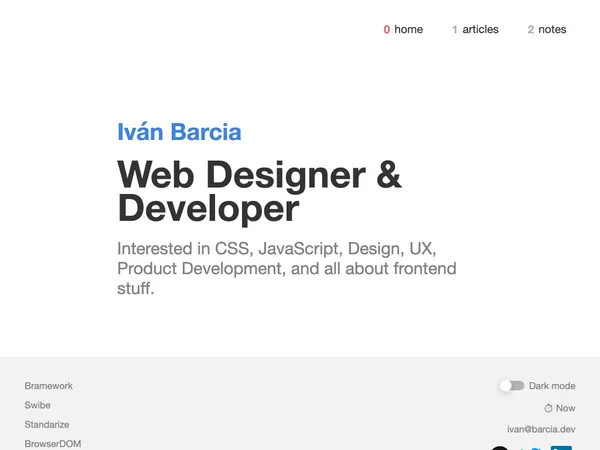 0 home 1 articles 2 notes
Iván Barcia
Web Designer &
Developer
Interested in CSS, JavaScript, Design, UX,
Product Development, and all about frontend
stuff.
Bramework
Swibe
Standarize
BrowserDOM
Dark mode
Now
ivan@barcia.dev